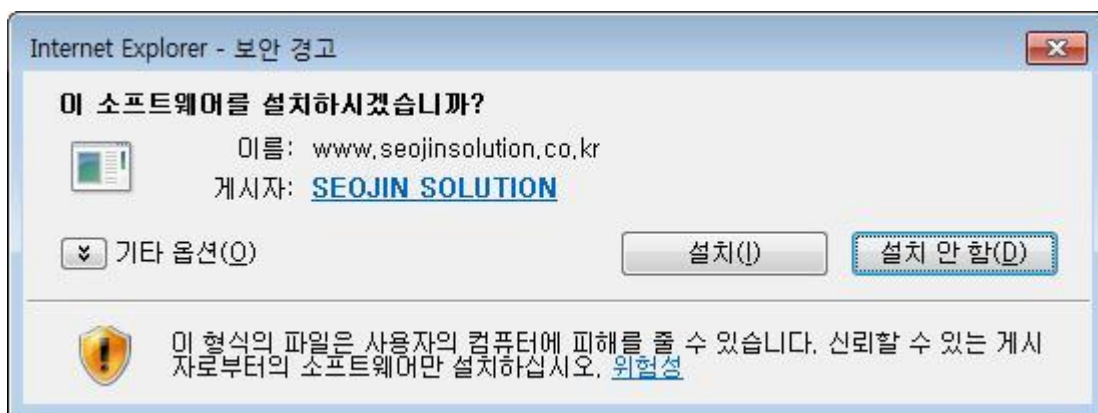 Internet Explorer - 보안 경고
이 소프트웨어를 설치하시겠습니까?
이름: www.seojinsolution.co.kr
게시자: SEOJIN SOLUTION
기타 옵션(O)
설치(I)
설치 안 함(D)
이 형식의 파일은 사용자의 컴퓨터에 피해를 줄 수 있습니다. 신뢰할 수 있는 게시
자로부터의 소프트웨어만 설치하십시오. 위험성